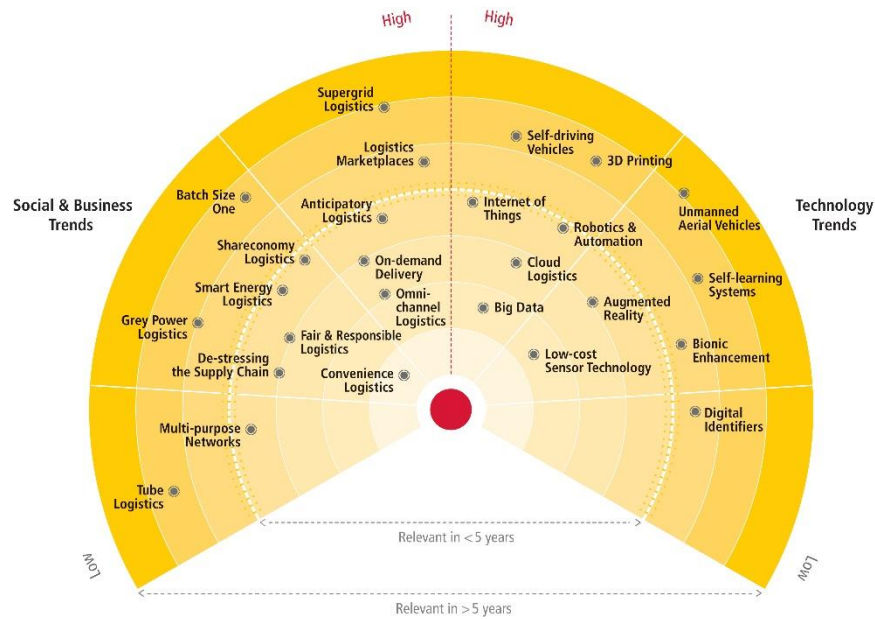 High
High
Supergrid
Logistics
Self-driving
Vehicles
Logistics
Marketplaces
3D Printing
Batch Size
One
Social & Business
Trends
Anticipatory
Logistics
Internet of
Things
Unmanned
Aerial Vehicles
Technology
Trends
Robotics &
Automation
Shareconomy
Logistics
On-demand
Delivery
Cloud
Logistics
Self-learning
Systems
Smart Energy
Logistics
Omni-
channel
Logistics
Big Data
Augmented
Reality
Grey Power
Logistics
Fair & Responsible
Logistics
Bionic
Enhancement
De-stressing
the Supply Chain
Convenience
Logistics
Low-cost
Sensor Technology
Multi-purpose
Networks
Digital
Identifiers
Tube
Logistics
Relevant in < 5 years
Low
Low
Relevant in > 5 years